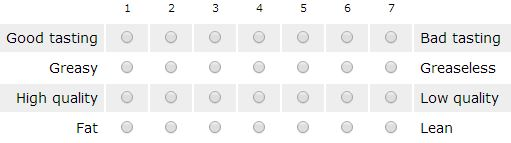 1 2 3 4 5 6 7
Good tasting Bad tasting
Greasy Greaseless
High quality Low quality
Fat Lean